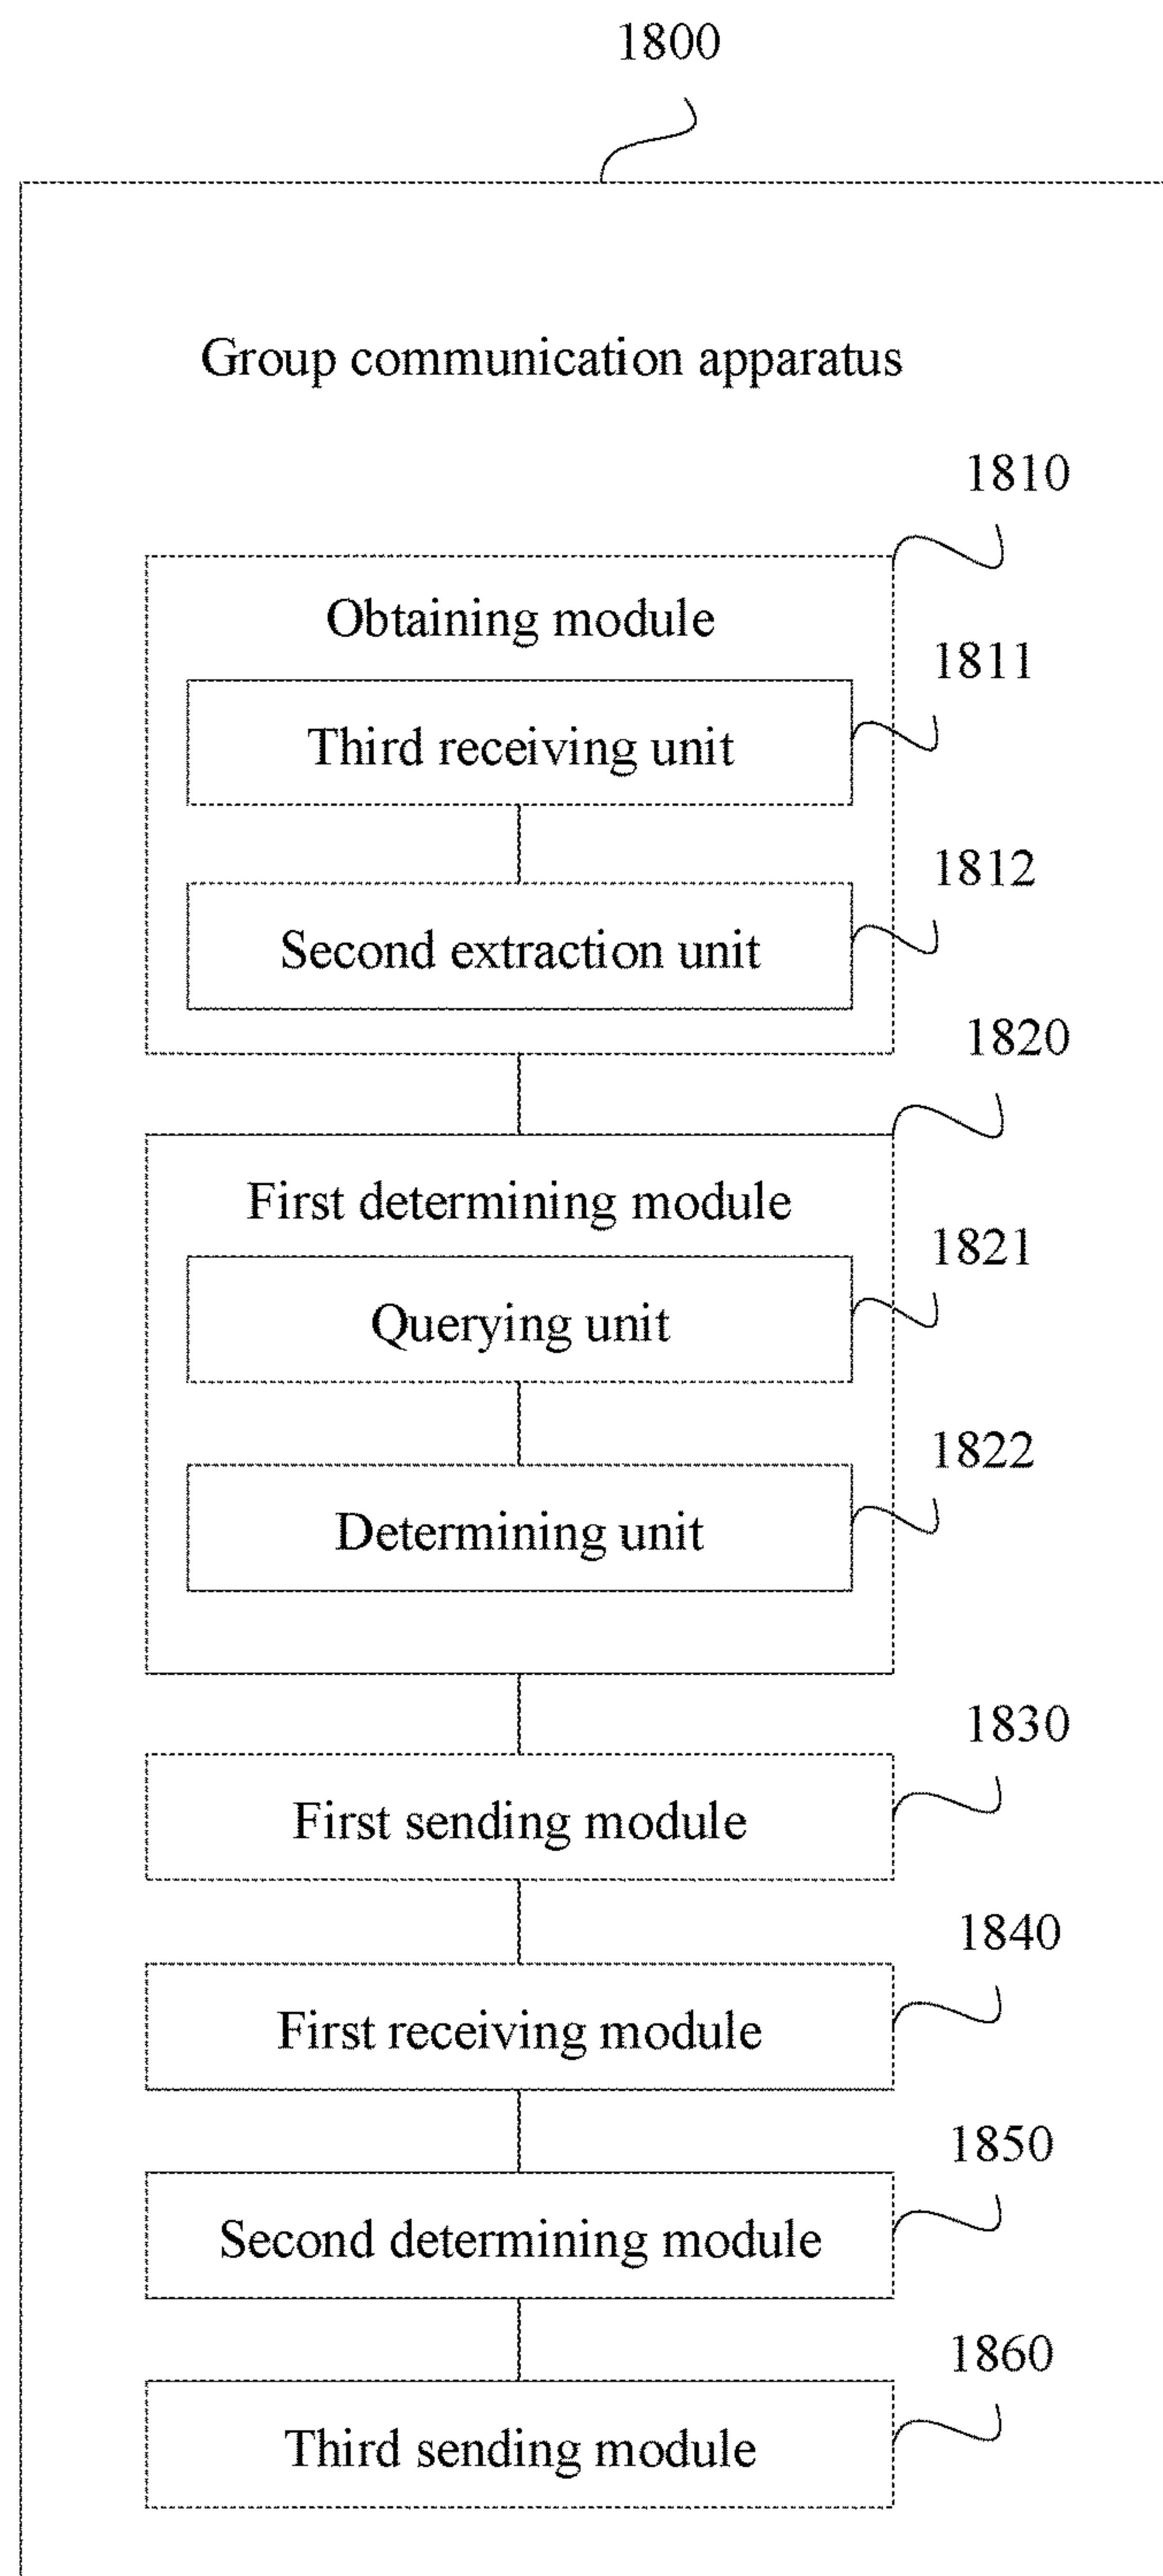 1800
Group communication apparatus
1810
Obtaining module
1811
Third receiving unit
1812
Second extraction unit
1820
First determining module
1821
Querying unit
1822
Determining unit
1830
First sending module
1840
First receiving module
1850
Second determining module
1860
Third sending module